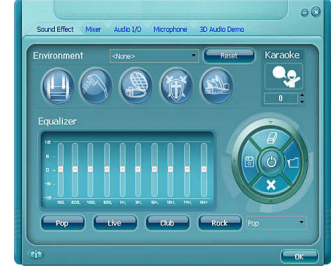 Sound Effect Mixer Audio I/O Microphone 3D Audio Demo
Environment <None> Reset Karaoke
0
Equalizer
Pop Live Club Rock Pop
OK